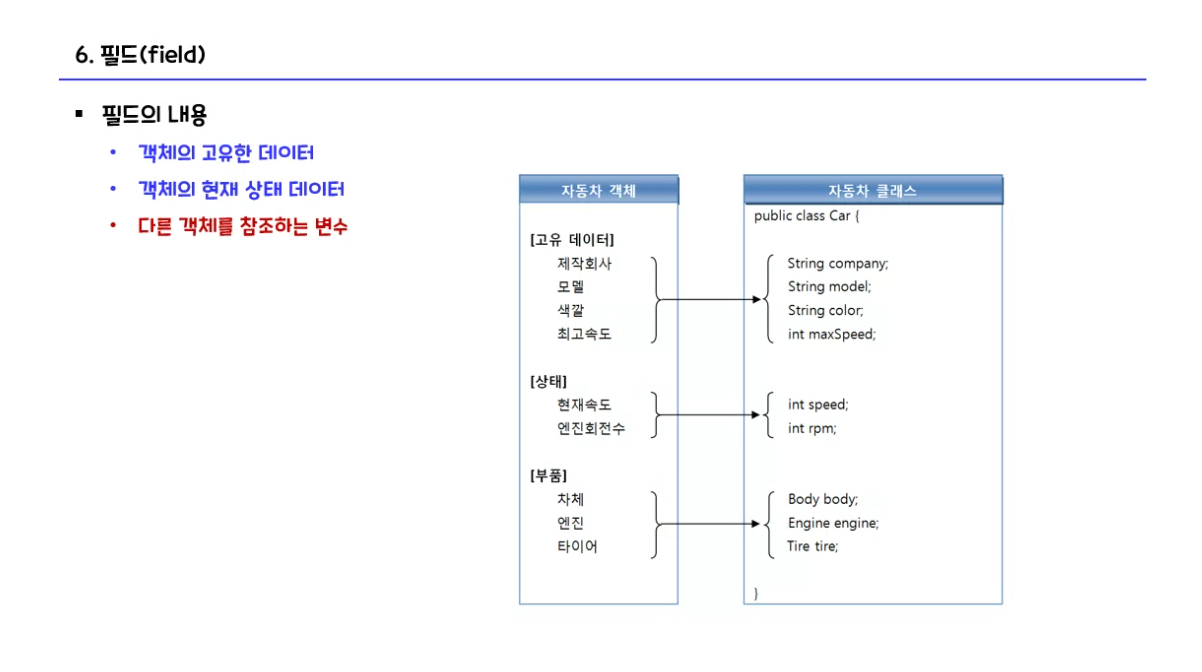 6. 필드(field)
▪ 필드의 내용
• 객체의 고유한 데이터
• 객체의 현재 상태 데이터
• 다른 객체를 참조하는 변수
자동차 객체
[고유 데이터]
제작회사
모델
색깔
최고속도
[상태]
현재속도
엔진회전수
[부품]
차체
엔진
타이어
자동차 클래스
public class Car {
String company;
String model;
String color;
int maxSpeed;
int speed;
int rpm;
Body body;
Engine engine;
Tire tire;
}